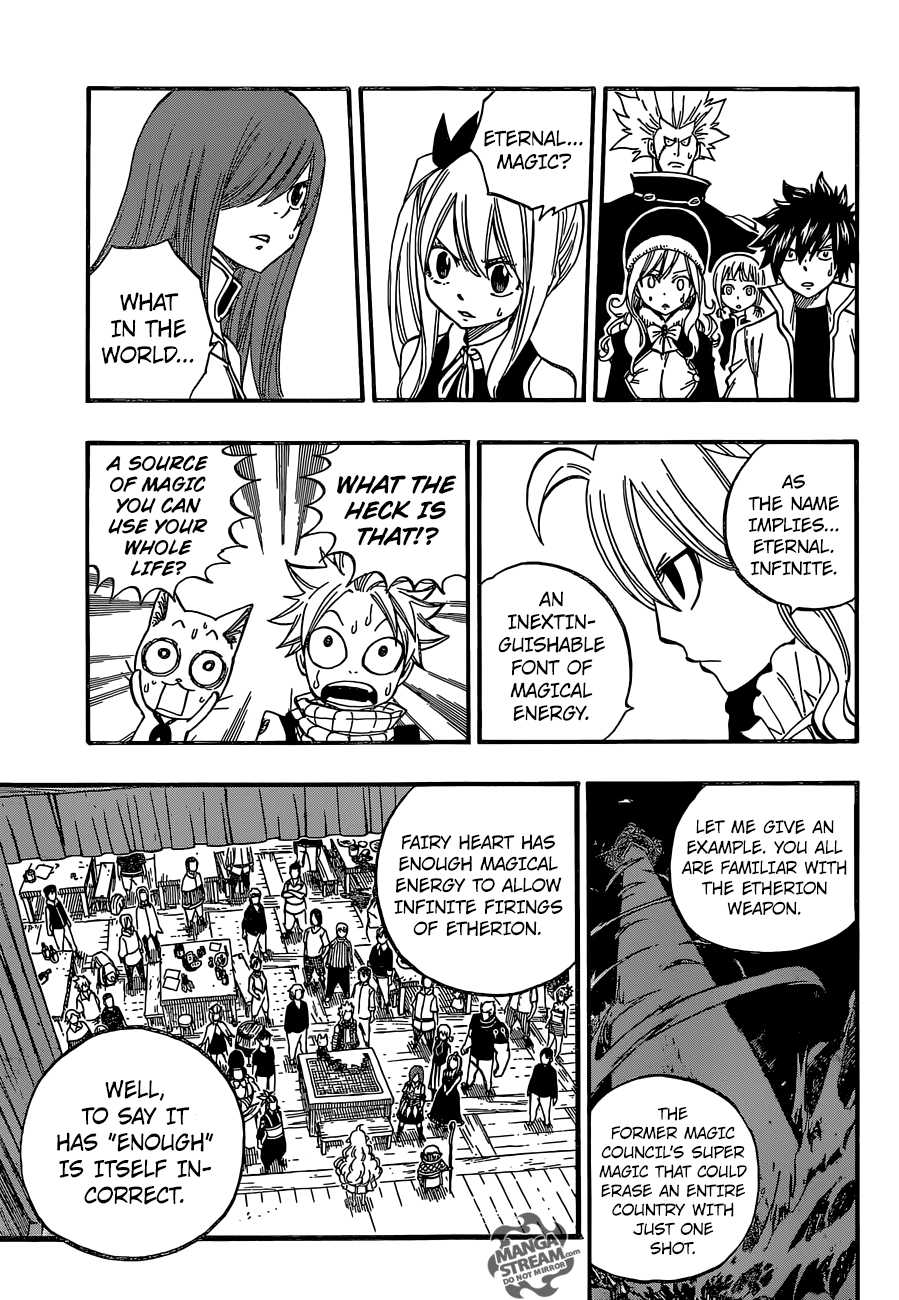 ETERNAL...
MAGIC?
WHAT
IN THE
WORLD...
AS
THE NAME
IMPLIES...
ETERNAL.
INFINITE.
AN
INEXTIN-
GUISHABLE
FONT OF
MAGICAL
ENERGY.
WHAT THE
HECK IS
THAT!?
A SOURCE
OF MAGIC
YOU CAN
USE YOUR
WHOLE
LIFE?
LET ME GIVE AN
EXAMPLE. YOU ALL
ARE FAMILIAR WITH
THE ETHERION
WEAPON.
THE
FORMER MAGIC
COUNCIL'S SUPER
MAGIC THAT COULD
ERASE AN ENTIRE
COUNTRY WITH
JUST ONE
SHOT.
FAIRY HEART HAS
ENOUGH MAGICAL
ENERGY TO ALLOW
INFINITE FIRINGS
OF ETHERION.
WELL,
TO SAY IT
HAS "ENOUGH"
IS ITSELF IN-
CORRECT.
MANGA
STREAM.com
DO NOT MIRROR